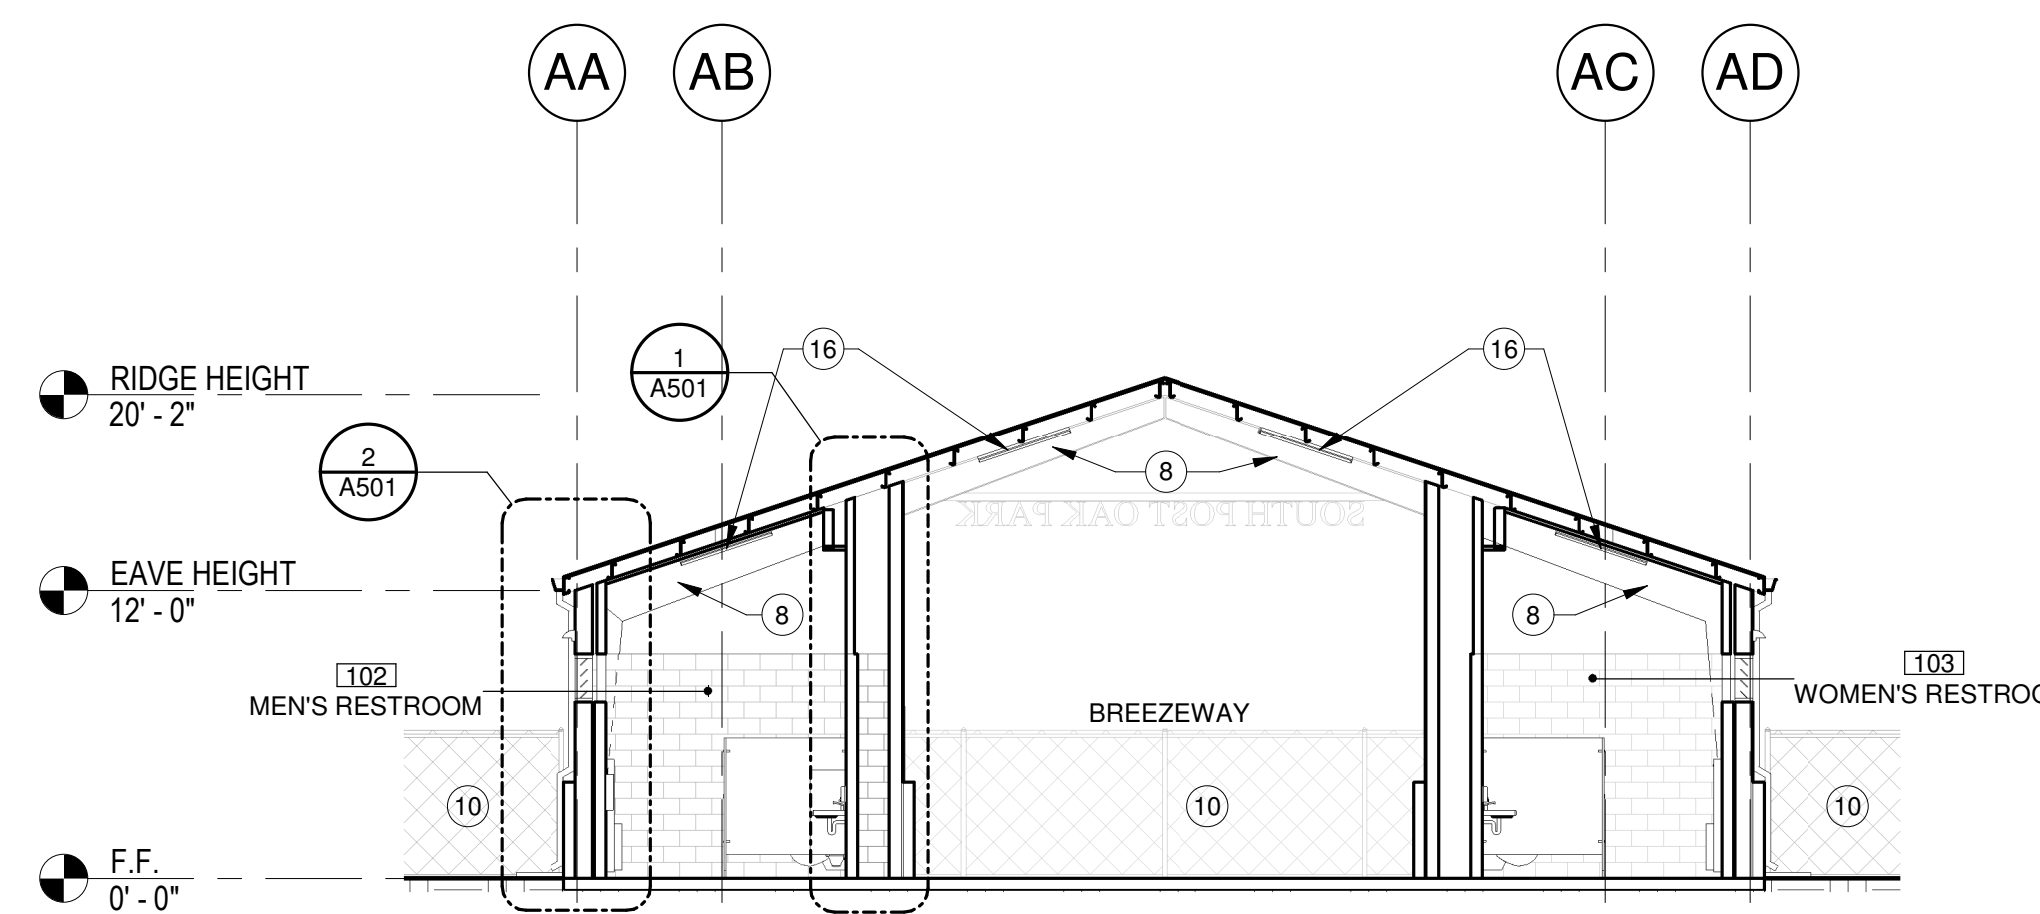 AA AB AC AD
RIDGE HEIGHT
20' - 2"
1
A501
16
16
2
A501
8
SOUTH POST OAK PARK
EAVE HEIGHT
12' - 0"
8
8
102
MEN'S RESTROOM
103
WOMEN'S RESTROO
BREEZEWAY
10
10
10
F.F.
0' - 0"